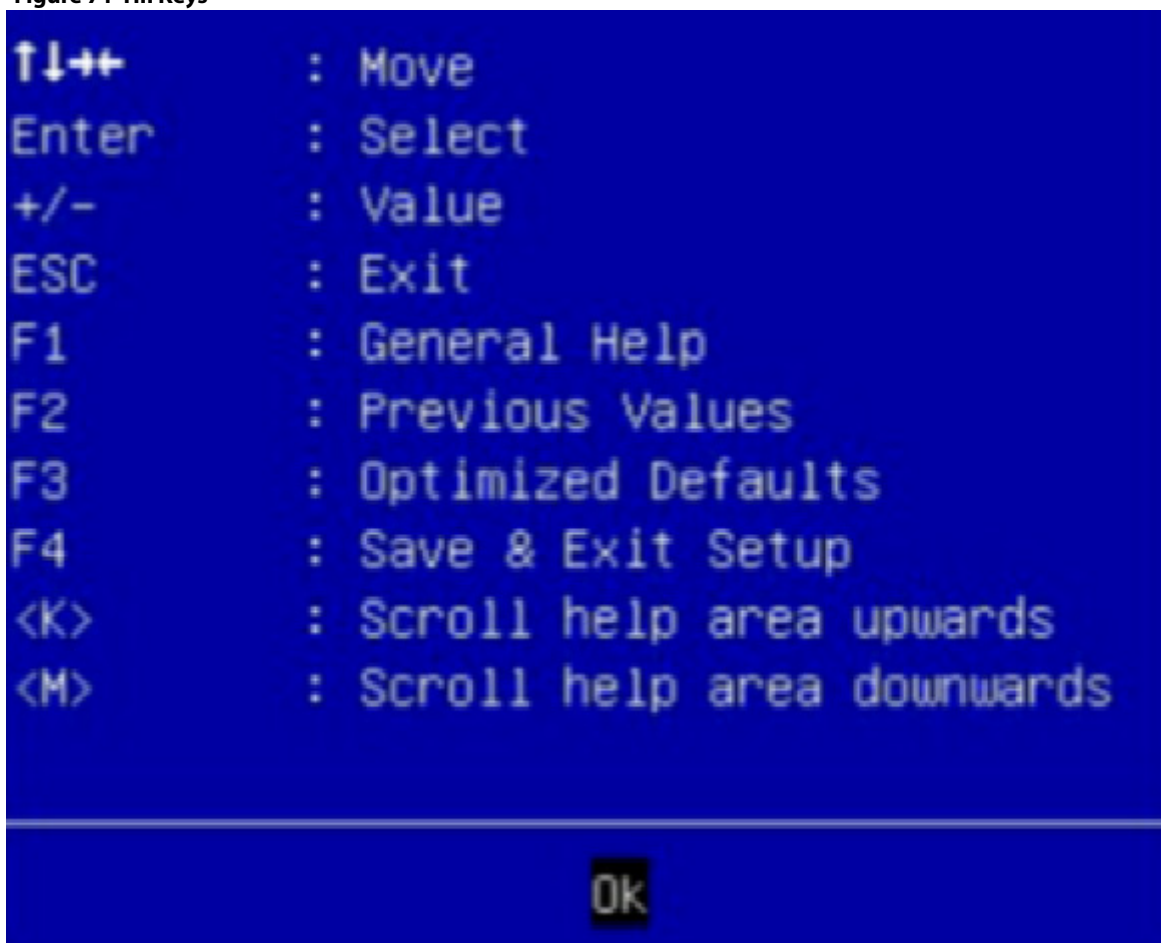 ↑↓→← : Move
Enter : Select
+/- : Value
ESC : Exit
F1 : General Help
F2 : Previous Values
F3 : Optimized Defaults
F4 : Save & Exit Setup
<K> : Scroll help area upwards
<M> : Scroll help area downwards
Ok